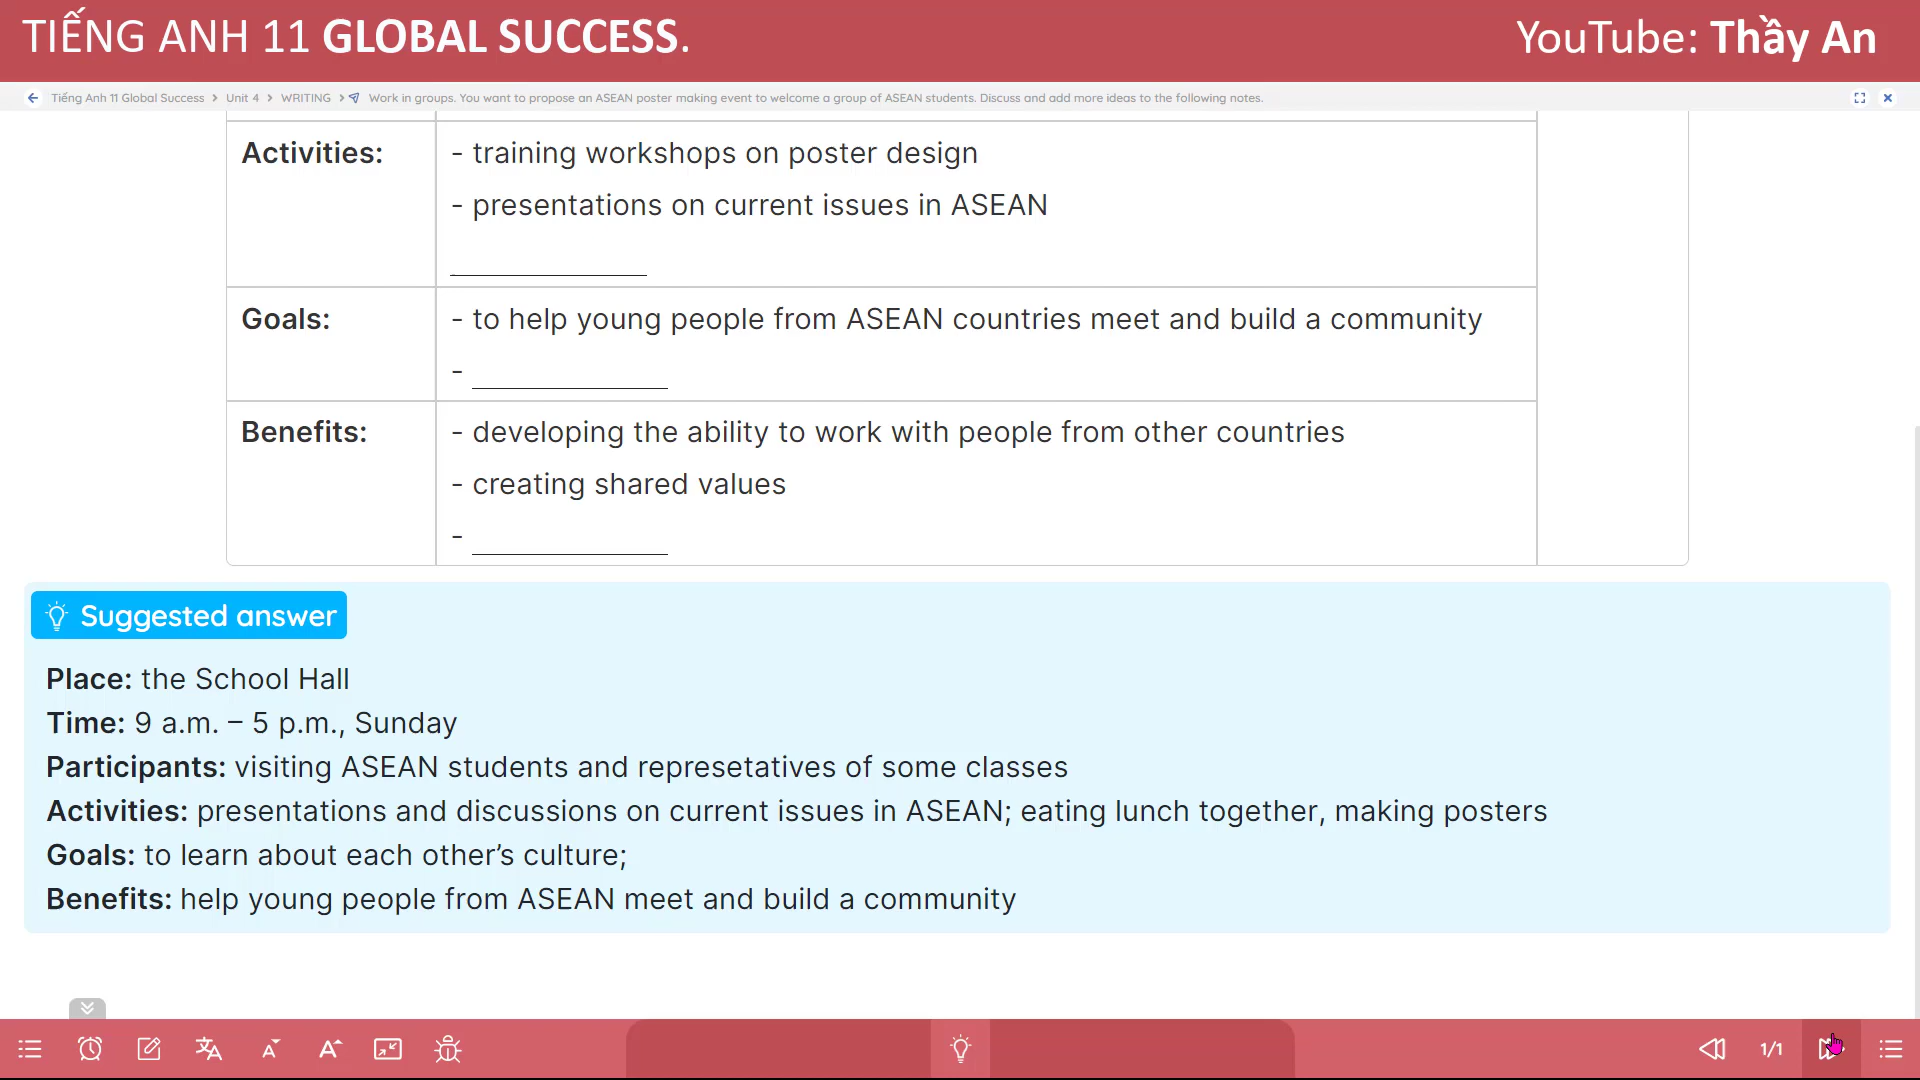 TIẾNG ANH 11 GLOBAL SUCCESS.
YouTube: Thầy An
Tiếng Anh 11 Global Success > Unit 4 > WRITING > Work in groups. You want to propose an ASEAN poster making event to welcome a group of ASEAN students. Discuss and add more ideas to the following notes.
Activities:
- training workshops on poster design
- presentations on current issues in ASEAN
Goals:
- to help young people from ASEAN countries meet and build a community
-
Benefits:
- developing the ability to work with people from other countries
- creating shared values
-
Suggested answer
Place: the School Hall
Time: 9 a.m. – 5 p.m., Sunday
Participants: visiting ASEAN students and represetatives of some classes
Activities: presentations and discussions on current issues in ASEAN; eating lunch together, making posters
Goals: to learn about each other’s culture;
Benefits: help young people from ASEAN meet and build a community
1/1